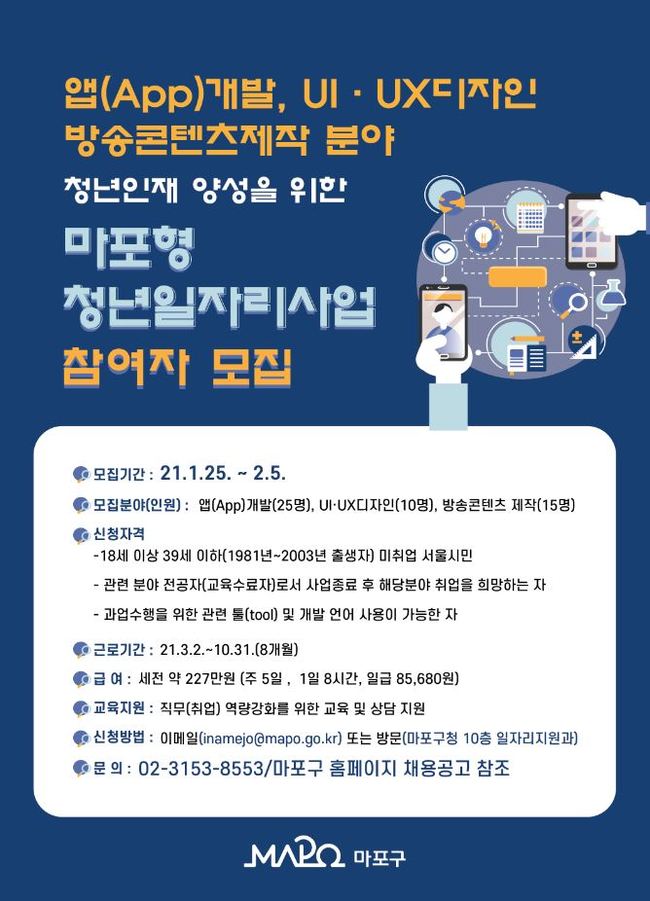 앱(App)개발, UI · UX디자인
방송콘텐츠제작 분야
청년인재 양성을 위한
마포형
청년일자리사업
참여자 모집
모집기간 : 21.1.25. ~ 2.5.
모집분야(인원) : 앱(App)개발(25명), UI·UX디자인(10명), 방송콘텐츠 제작(15명)
신청자격
-18세 이상 39세 이하(1981년~2003년 출생자) 미취업 서울시민
- 관련 분야 전공자(교육수료자)로서 사업종료 후 해당분야 취업을 희망하는 자
- 과업수행을 위한 관련 툴(tool) 및 개발 언어 사용이 가능한 자
근로기간 : 21.3.2.~10.31.(8개월)
급 여 : 세전 약 227만원 (주 5일 , 1일 8시간, 일급 85,680원)
교육지원 : 직무(취업) 역량강화를 위한 교육 및 상담 지원
신청방법 : 이메일(inamejo@mapo.go.kr) 또는 방문(마포구청 10층 일자리지원과)
문 의 : 02-3153-8553/마포구 홈페이지 채용공고 참조
MAPO 마포구